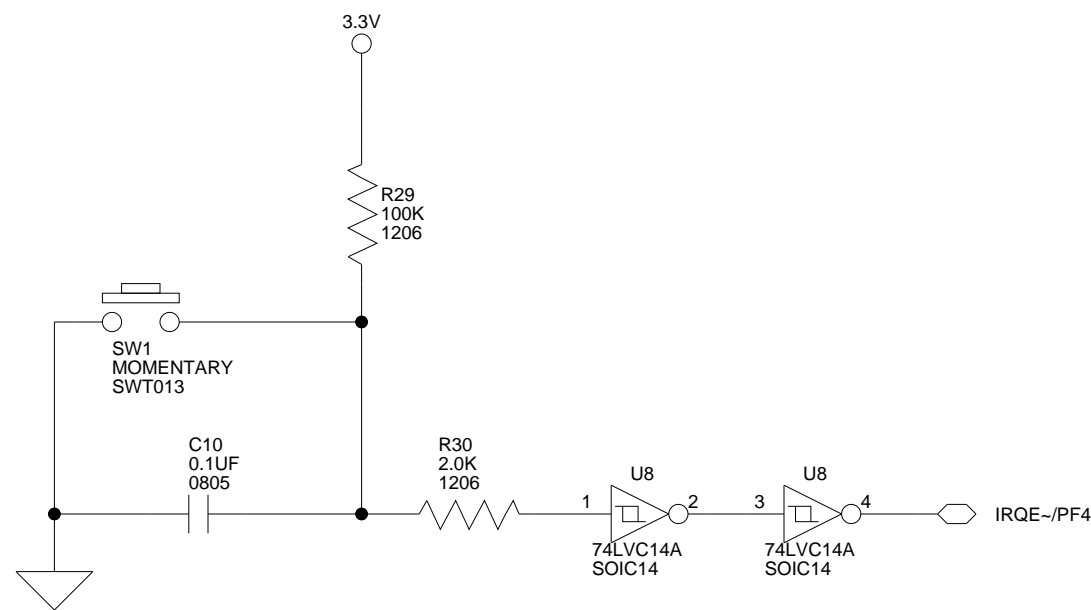 3.3V
R29
100K
1206
SW1
MOMENTARY
SWT013
C10
0.1UF
0805
R30
2.0K
1206
U8
1
2
74LVC14A
SOIC14
U8
3
4
74LVC14A
SOIC14
IRQE~/PF4